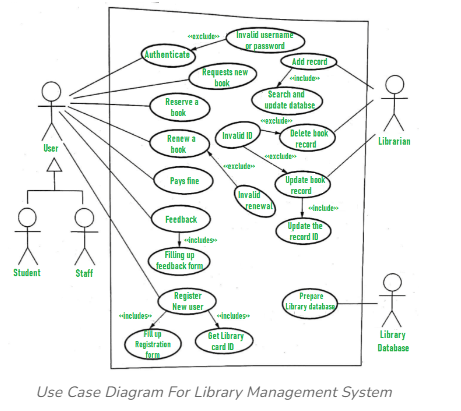 «exclude»
Invalid username
or password
Authenticate
Add record
Requests new
book
«include»
Search and
update databse
Reserve a
book
«exclude»
Invalid ID
Delete book
record
Librarian
User
Renew a
book
«exclude»
«exclude»
Pays fine
Update book
record
Invalid
renewal
«include»
Feedback
Update the
record ID
«includes»
Student
Staff
Filling up
feedback form
Register
New user
Prepare
Library database
«includes»
«includes»
Fill up
Registration
form
Get Library
card ID
Library
Database
Use Case Diagram For Library Management System